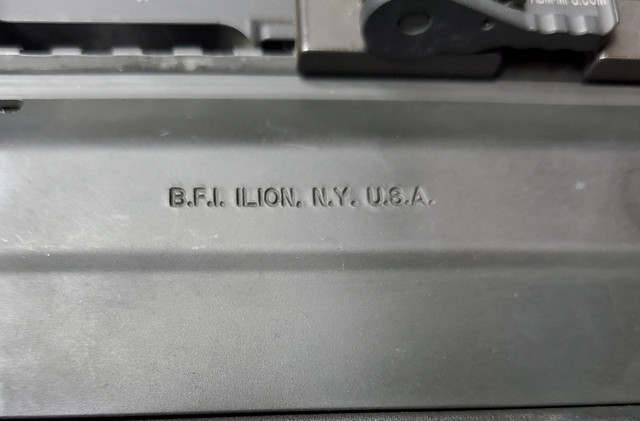 B.F.I. ILION, N.Y. U.S.A.